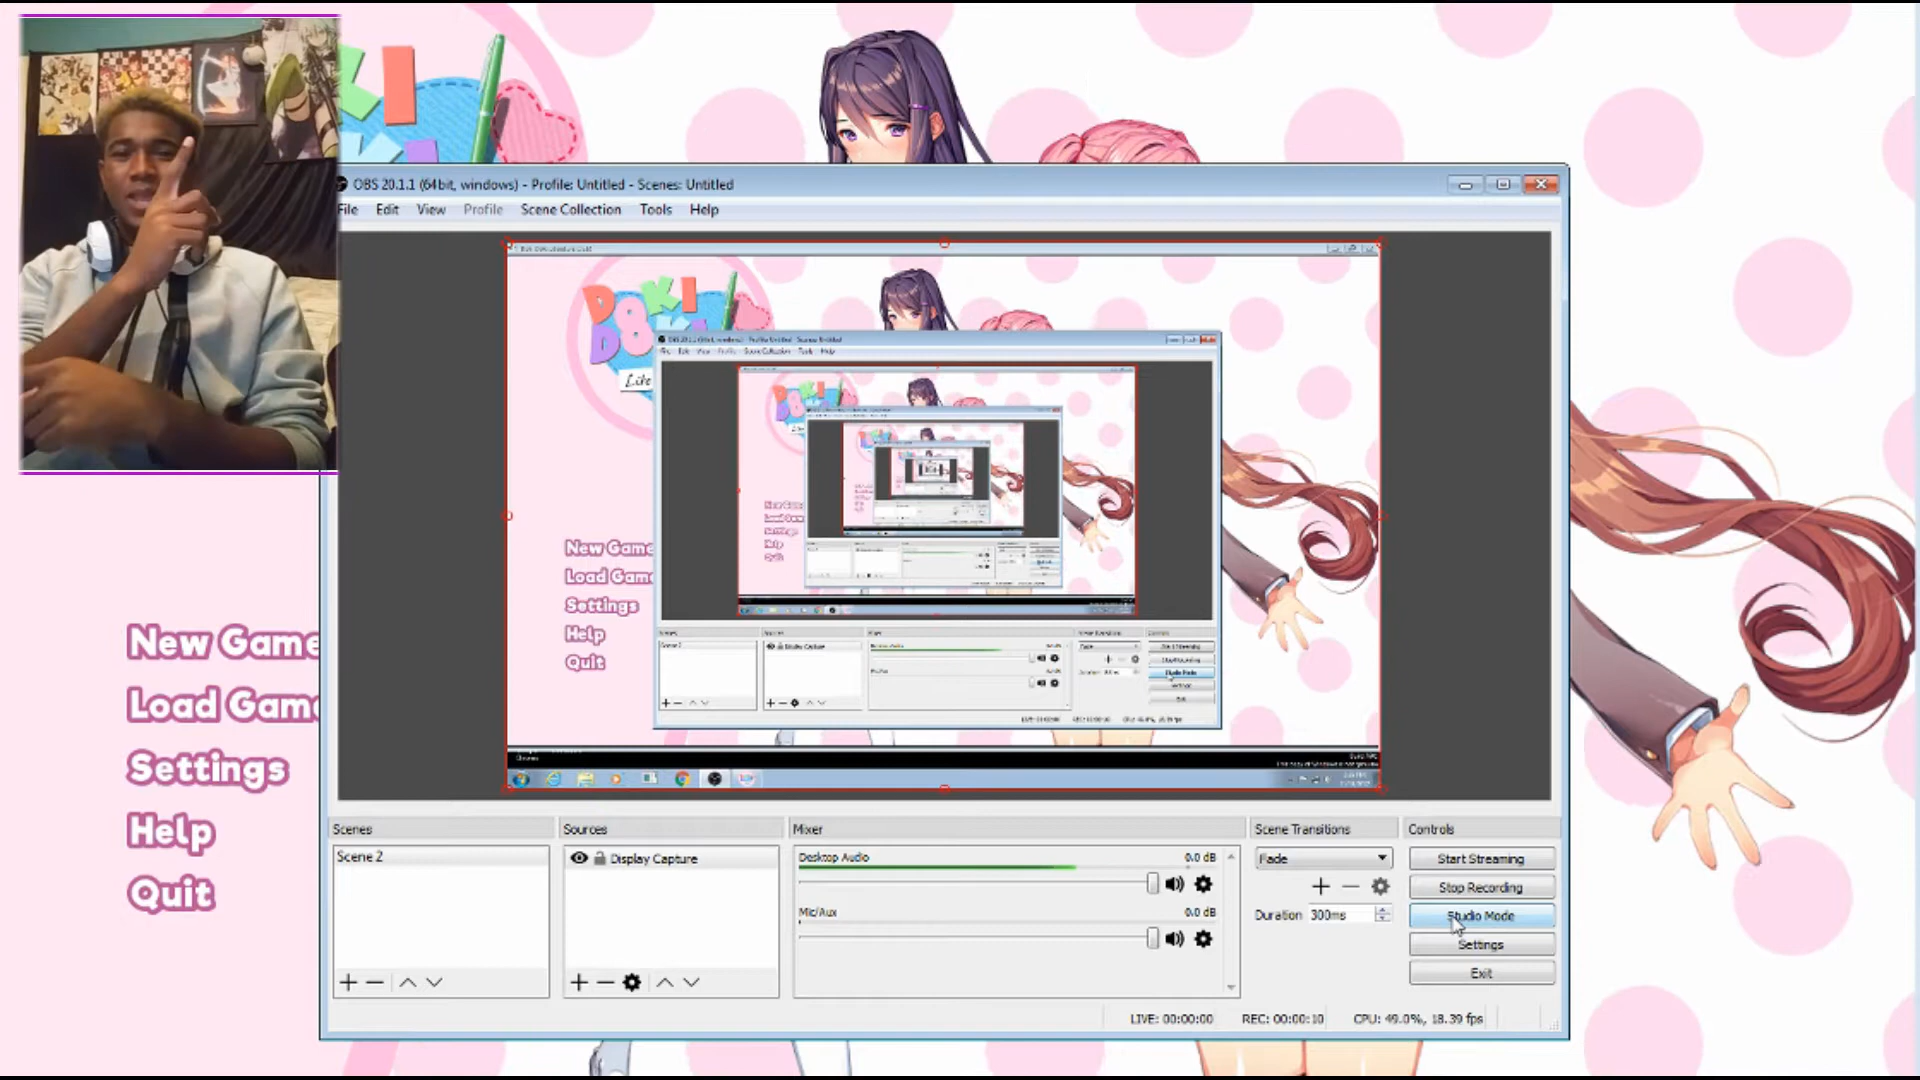 OBS 20.1.1 (64bit, windows) - Profile: Untitled - Scenes: Untitled
File Edit View Profile Scene Collection Tools Help
DOKI
DOKI
New Game
Load Game
Settings
Help
Quit
New Game
Load Game
Settings
Help
Quit
Scenes
Scene 2
Sources
Display Capture
Mixer
Desktop Audio 0.0 dB
Mic/Aux 0.0 dB
Scene Transitions
Fade
Duration 300ms
Controls
Start Streaming
Stop Recording
Studio Mode
Settings
Exit
LIVE: 00:00:00 REC: 00:00:10 CPU: 49.0%, 18.39 fps